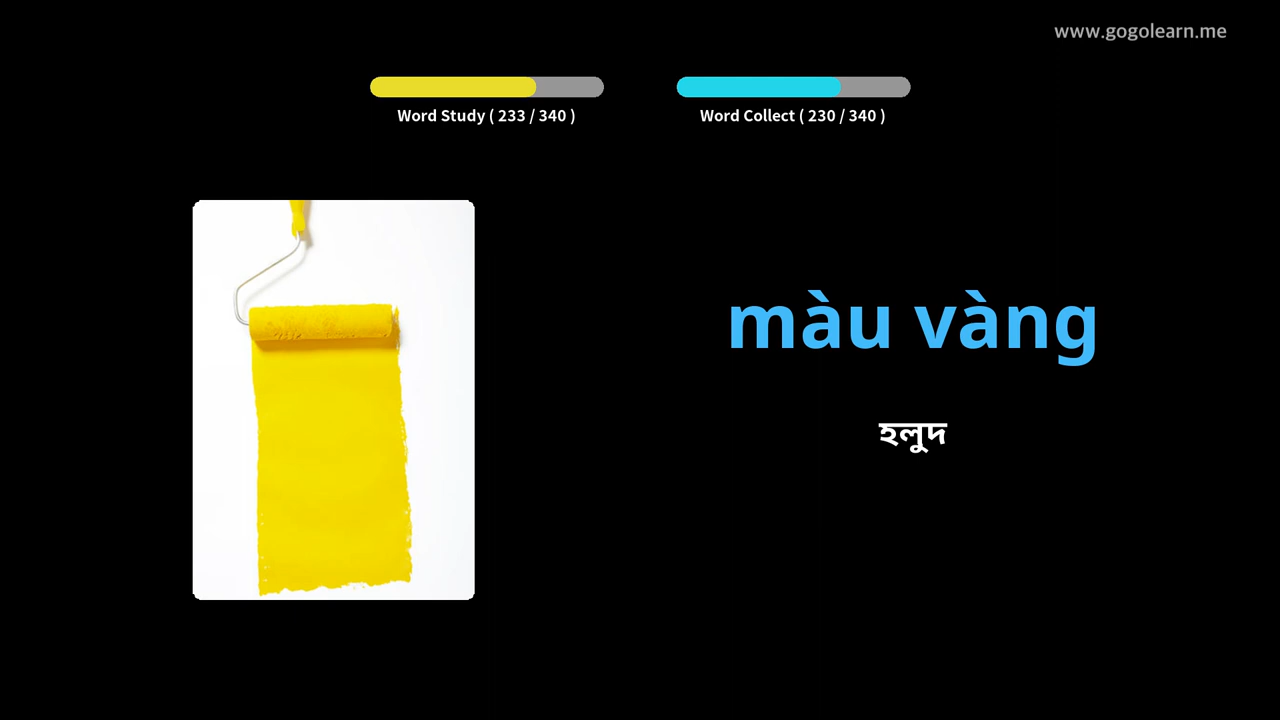 www.gogolearn.me
Word Study ( 233 / 340 )
Word Collect ( 230 / 340 )
màu vàng
হলুদ